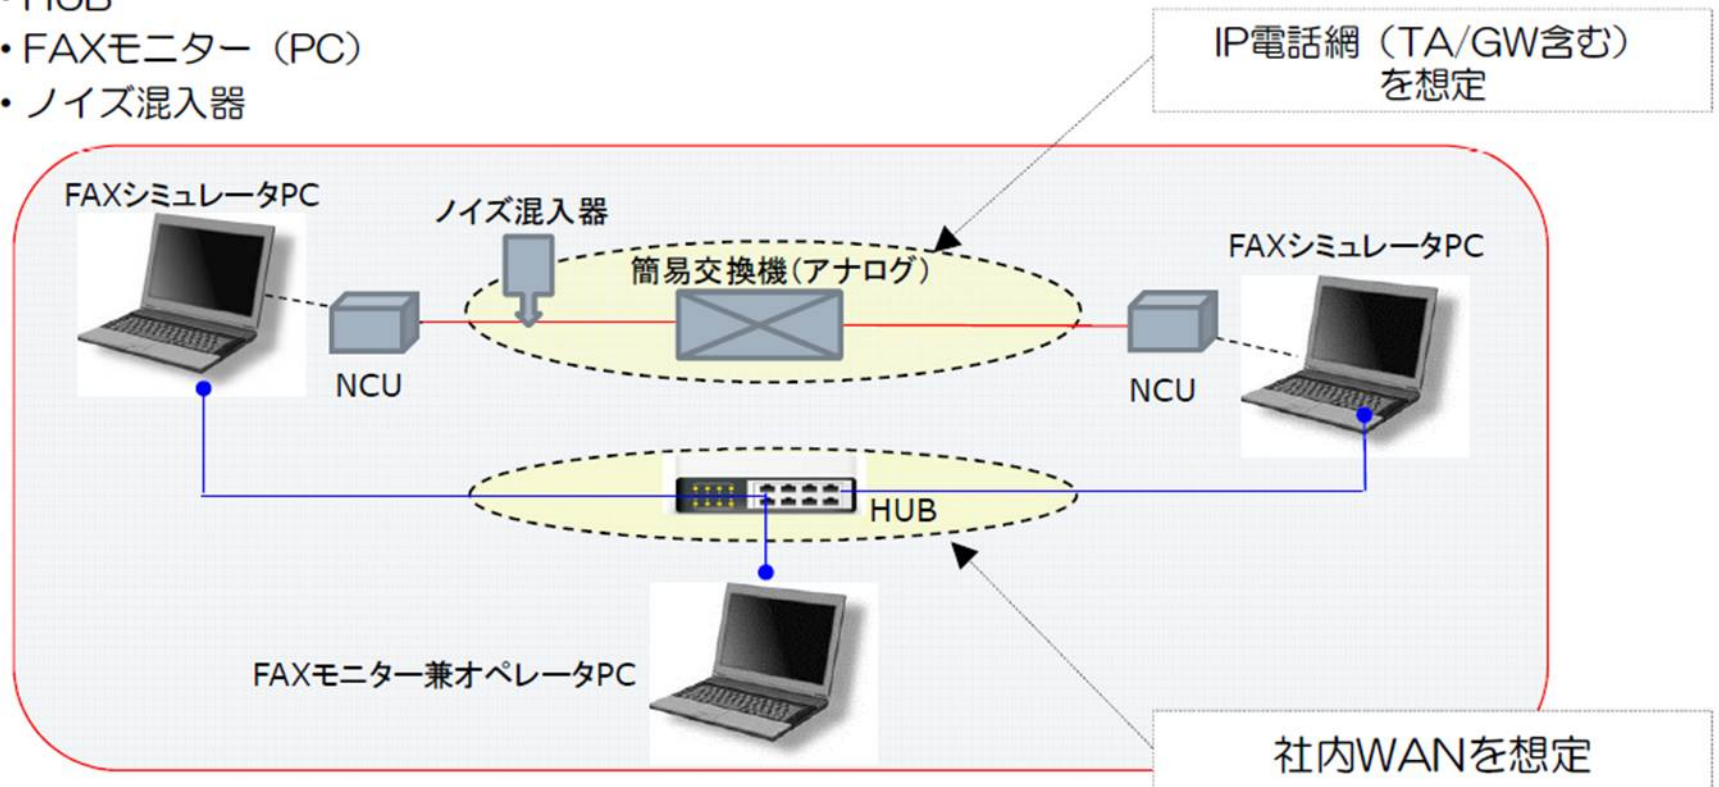 ・HUB
・FAXモニター（PC）
・ノイズ混入器
IP電話網（TA/GW含む）
を想定
FAXシミュレータPC
ノイズ混入器
簡易交換機(アナログ)
FAXシミュレータPC
NCU
NCU
HUB
FAXモニター兼オペレータPC
社内WANを想定